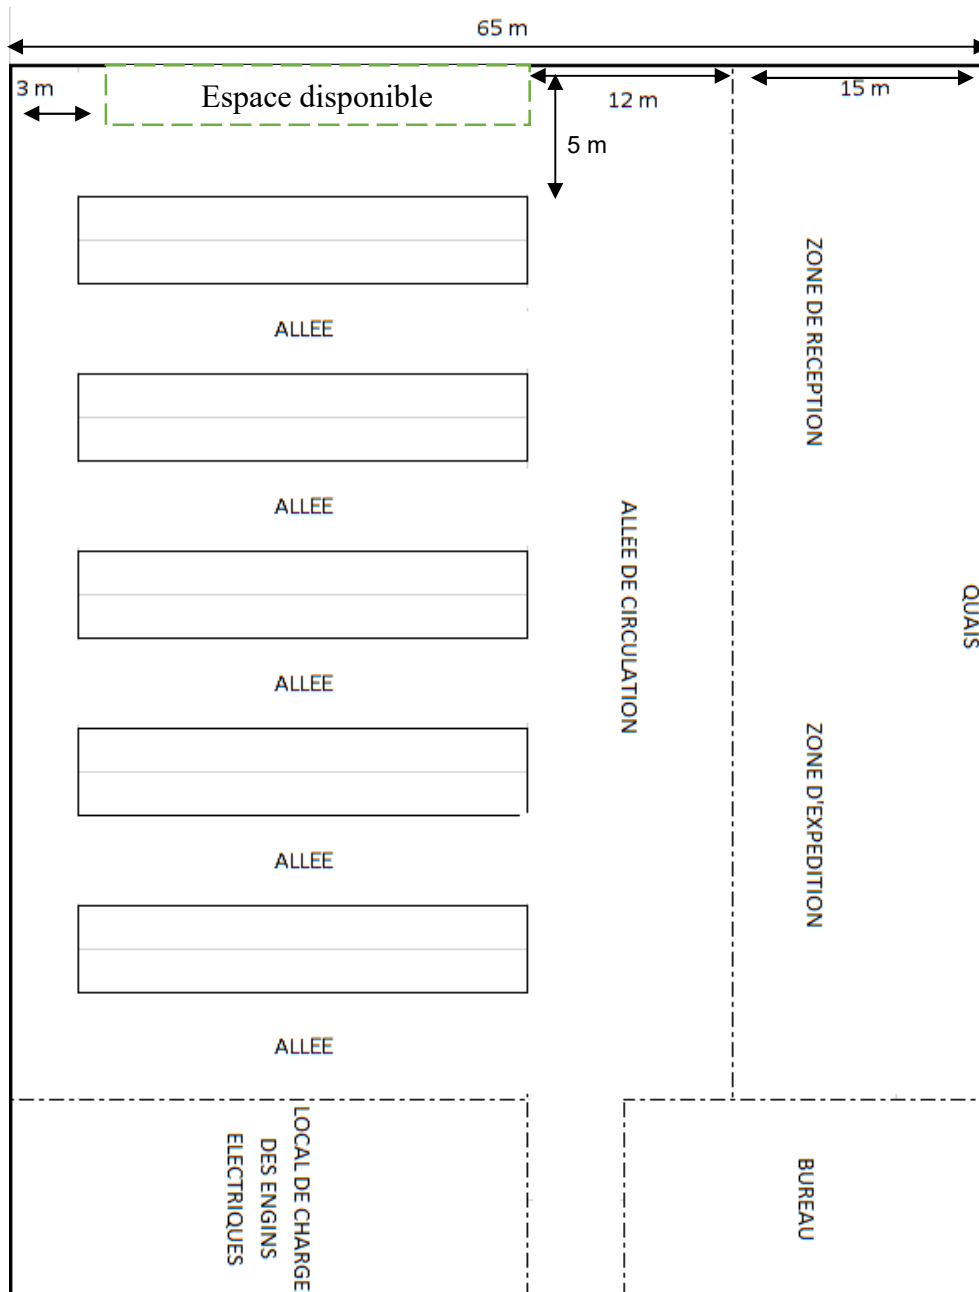 65 m
3 m
Espace disponible
12 m
15 m
5 m
ZONE DE RECEPTION
ALLEE
ALLEE
ALLEE DE CIRCULATION
QUAIS
ALLEE
ZONE D'EXPEDITION
ALLEE
ALLEE
LOCAL DE CHARGE
DES ENGINS
ELECTRIQUES
BUREAU